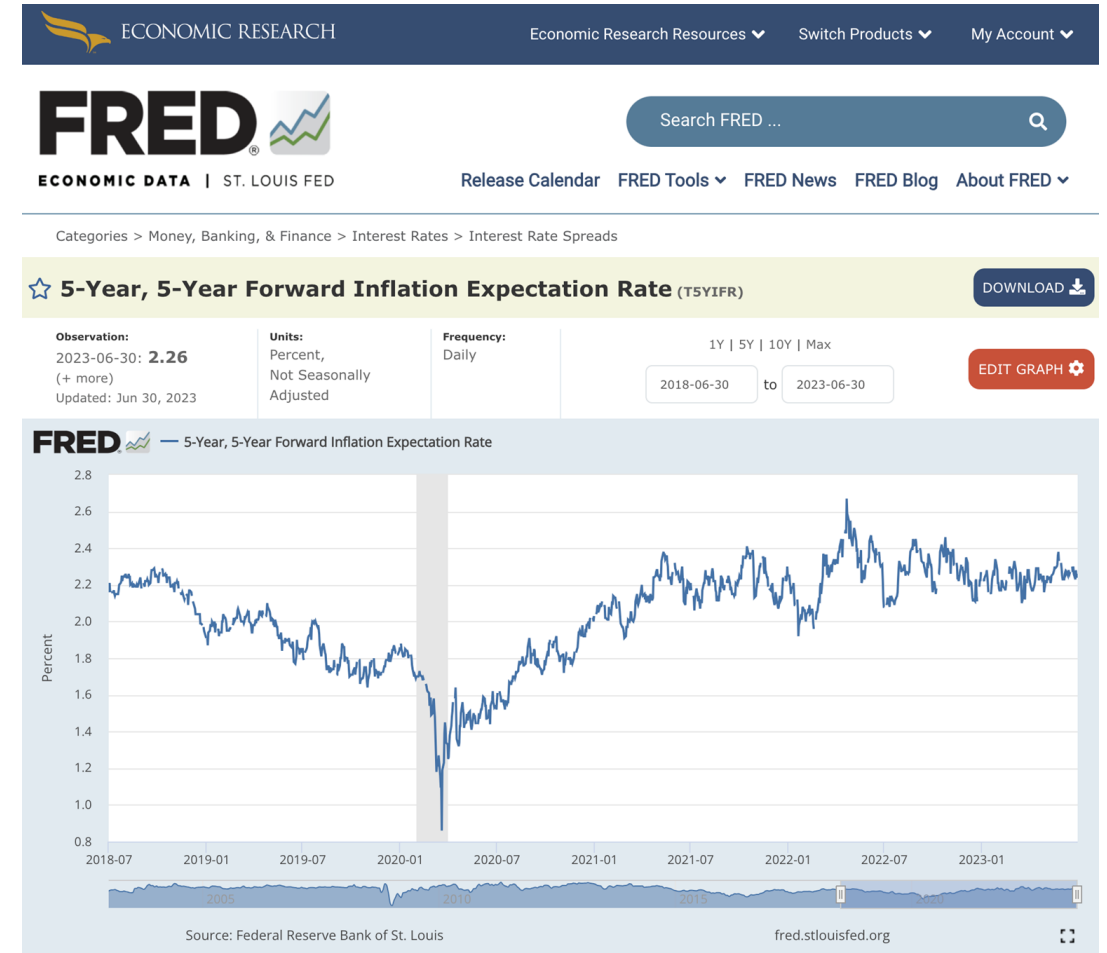 ECONOMIC RESEARCH
Economic Research Resources
Switch Products
My Account
FRED®
Search FRED ...
ECONOMIC DATA | ST. LOUIS FED
Release Calendar
FRED Tools
FRED News
FRED Blog
About FRED
Categories > Money, Banking, & Finance > Interest Rates > Interest Rate Spreads
5-Year, 5-Year Forward Inflation Expectation Rate (T5YIFR)
DOWNLOAD
Observation:
2023-06-30: 2.26
(+ more)
Updated: Jun 30, 2023
Units:
Percent,
Not Seasonally
Adjusted
Frequency:
Daily
1Y | 5Y | 10Y | Max
2018-06-30 to 2023-06-30
EDIT GRAPH
FRED
5-Year, 5-Year Forward Inflation Expectation Rate
Percent
2.8
2.6
2.4
2.2
2.0
1.8
1.6
1.4
1.2
1.0
0.8
2018-07
2019-01
2019-07
2020-01
2020-07
2021-01
2021-07
2022-01
2022-07
2023-01
2005
2010
2015
2020
Source: Federal Reserve Bank of St. Louis
fred.stlouisfed.org